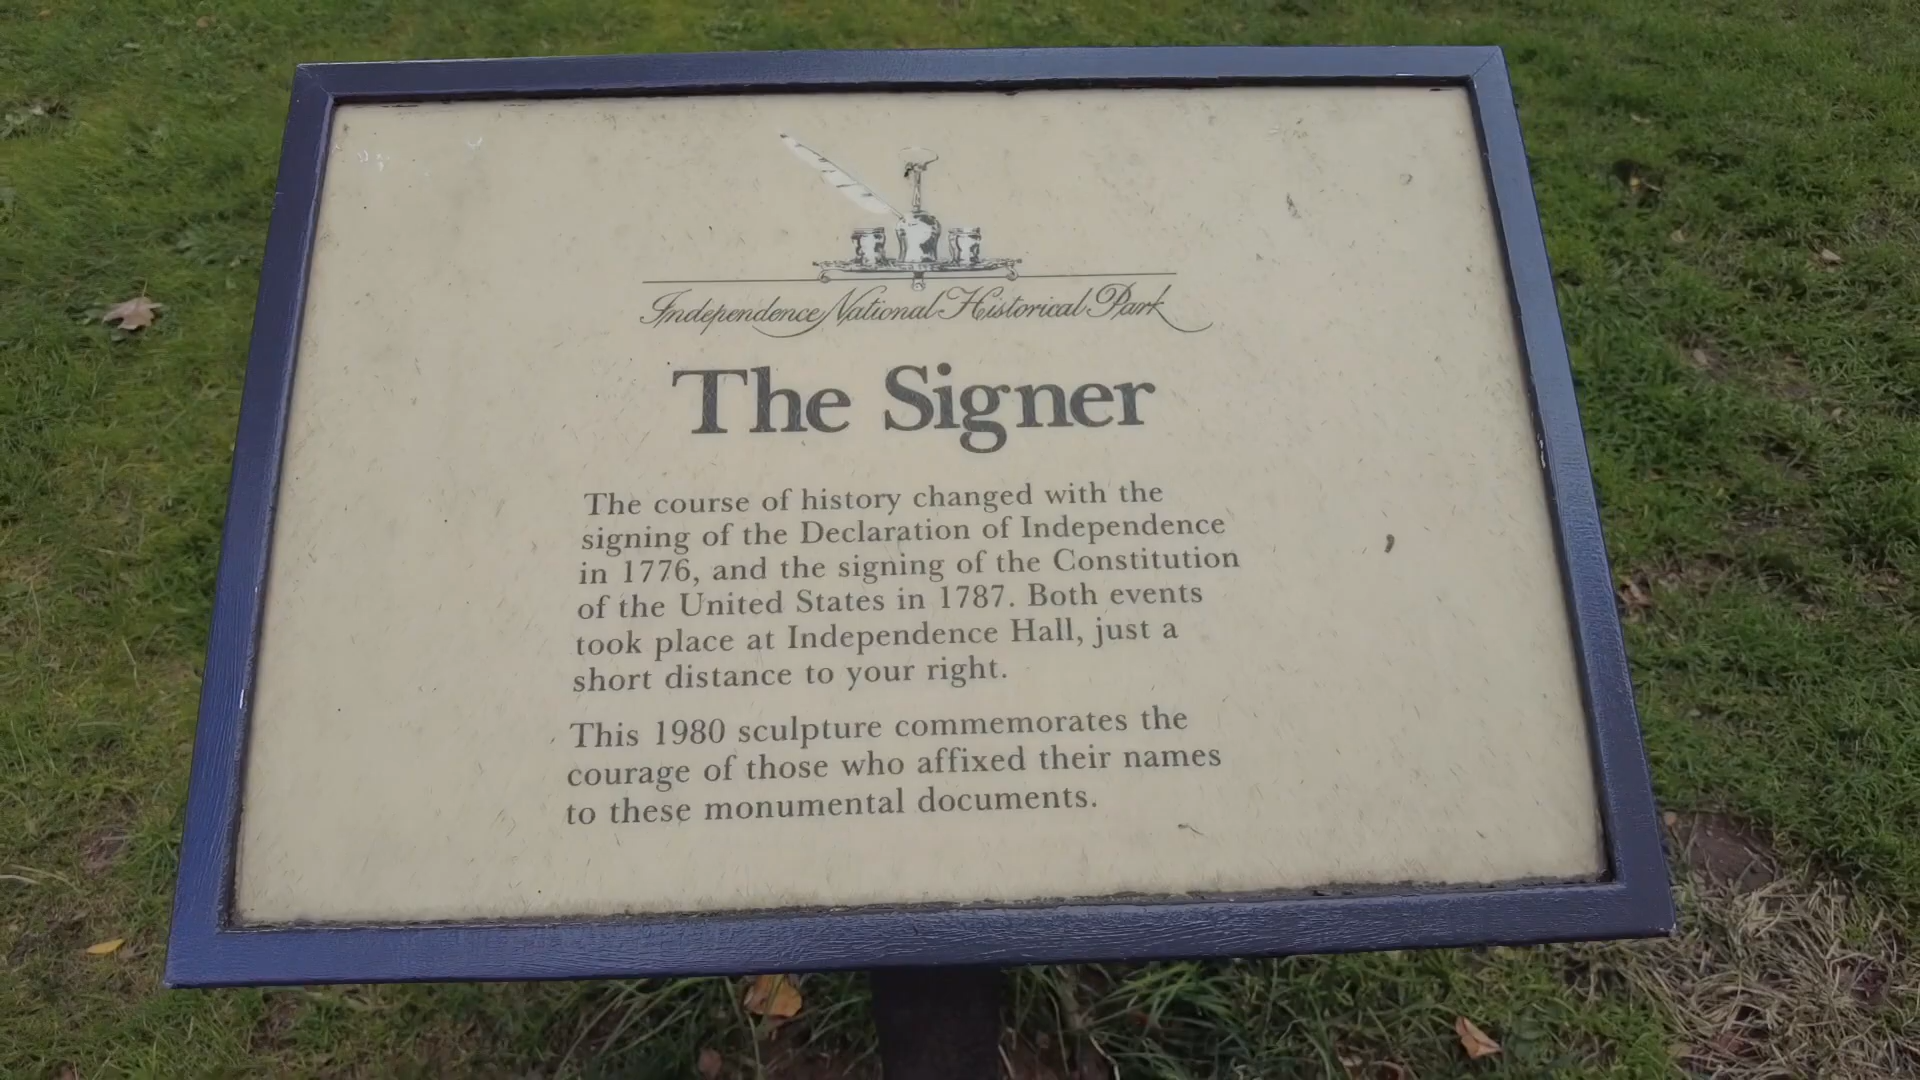 Independence National Historical Park
The Signer
The course of history changed with the
signing of the Declaration of Independence
in 1776, and the signing of the Constitution
of the United States in 1787. Both events
took place at Independence Hall, just a
short distance to your right.
This 1980 sculpture commemorates the
courage of those who affixed their names
to these monumental documents.